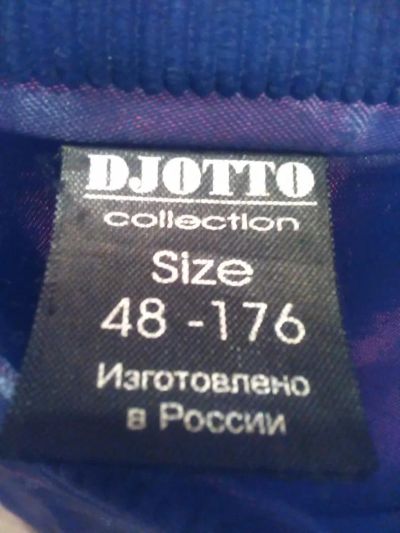 DJOTTO
collection
Size
48 -176
Изготовлено
в России